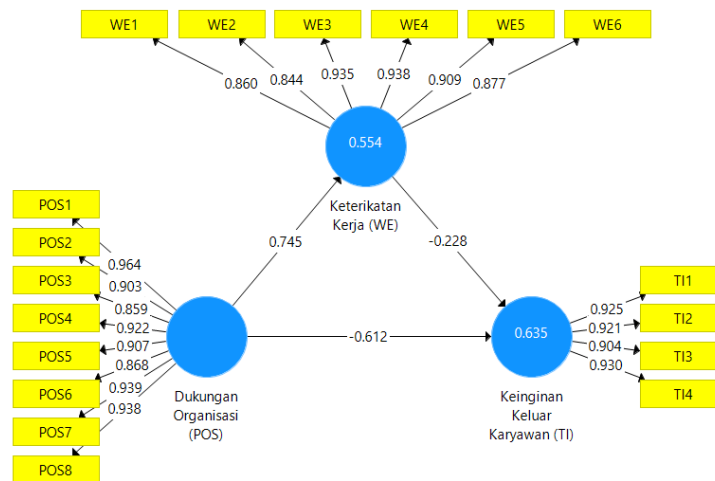 WE1 WE2 WE3 WE4 WE5 WE6
0.860 0.844 0.935 0.938 0.909 0.877
0.554
Keterikatan
Kerja (WE)
POS1
POS2
POS3
POS4
POS5
POS6
POS7
POS8
0.964
0.903
0.859
0.922
0.907
0.868
0.939
0.938
0.745
-0.228
-0.612
Dukungan
Organisasi
(POS)
0.635
Keinginan
Keluar
Karyawan (TI)
0.925
0.921
0.904
0.930
TI1
TI2
TI3
TI4